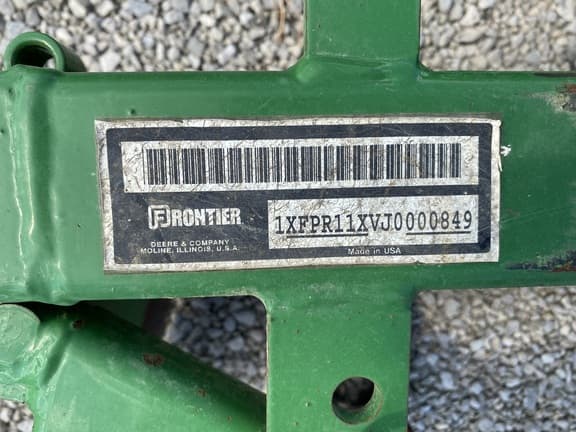 FRONTIER
1XFPR11XVJ0000849
DEERE & COMPANY
MOLINE, ILLINOIS, U.S.A.
Made in USA